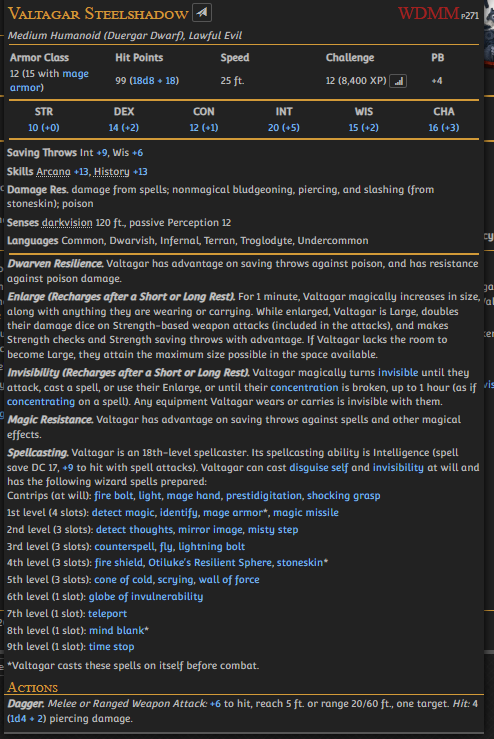 VALTAGAR STEELSHADOW WDMM P271
Medium Humanoid (Duergar Dwarf), Lawful Evil
Armor Class Hit Points Speed Challenge PB
12 (15 with mage armor) 99 (18d8 + 18) 25 ft. 12 (8,400 XP) +4
STR DEX CON INT WIS CHA
10 (+0) 14 (+2) 12 (+1) 20 (+5) 15 (+2) 16 (+3)
Saving Throws Int +9, Wis +6
Skills Arcana +13, History +13
Damage Res. damage from spells; nonmagical bludgeoning, piercing, and slashing (from
stoneskin); poison
Senses darkvision 120 ft., passive Perception 12
Languages Common, Dwarvish, Infernal, Terran, Troglodyte, Undercommon
Dwarven Resilience. Valtagar has advantage on saving throws against poison, and has resistance
against poison damage.
Enlarge (Recharges after a Short or Long Rest). For 1 minute, Valtagar magically increases in size,
along with anything they are wearing or carrying. While enlarged, Valtagar is Large, doubles
their damage dice on Strength-based weapon attacks (included in the attacks), and makes
Strength checks and Strength saving throws with advantage. If Valtagar lacks the room to
become Large, they attain the maximum size possible in the space available.
Invisibility (Recharges after a Short or Long Rest). Valtagar magically turns invisible until they
attack, cast a spell, or use their Enlarge, or until their concentration is broken, up to 1 hour (as if
concentrating on a spell). Any equipment Valtagar wears or carries is invisible with them.
Magic Resistance. Valtagar has advantage on saving throws against spells and other magical
effects.
Spellcasting. Valtagar is an 18th-level spellcaster. Its spellcasting ability is Intelligence (spell
save DC 17, +9 to hit with spell attacks). Valtagar can cast disguise self and invisibility at will and
has the following wizard spells prepared:
Cantrips (at will): fire bolt, light, mage hand, prestidigitation, shocking grasp
1st level (4 slots): detect magic, identify, mage armor*, magic missile
2nd level (3 slots): detect thoughts, mirror image, misty step
3rd level (3 slots): counterspell, fly, lightning bolt
4th level (3 slots): fire shield, Otiluke's Resilient Sphere, stoneskin*
5th level (3 slots): cone of cold, scrying, wall of force
6th level (1 slot): globe of invulnerability
7th level (1 slot): teleport
8th level (1 slot): mind blank*
9th level (1 slot): time stop
*Valtagar casts these spells on itself before combat.
ACTIONS
Dagger. Melee or Ranged Weapon Attack: +6 to hit, reach 5 ft. or range 20/60 ft., one target. Hit: 4
(1d4 + 2) piercing damage.